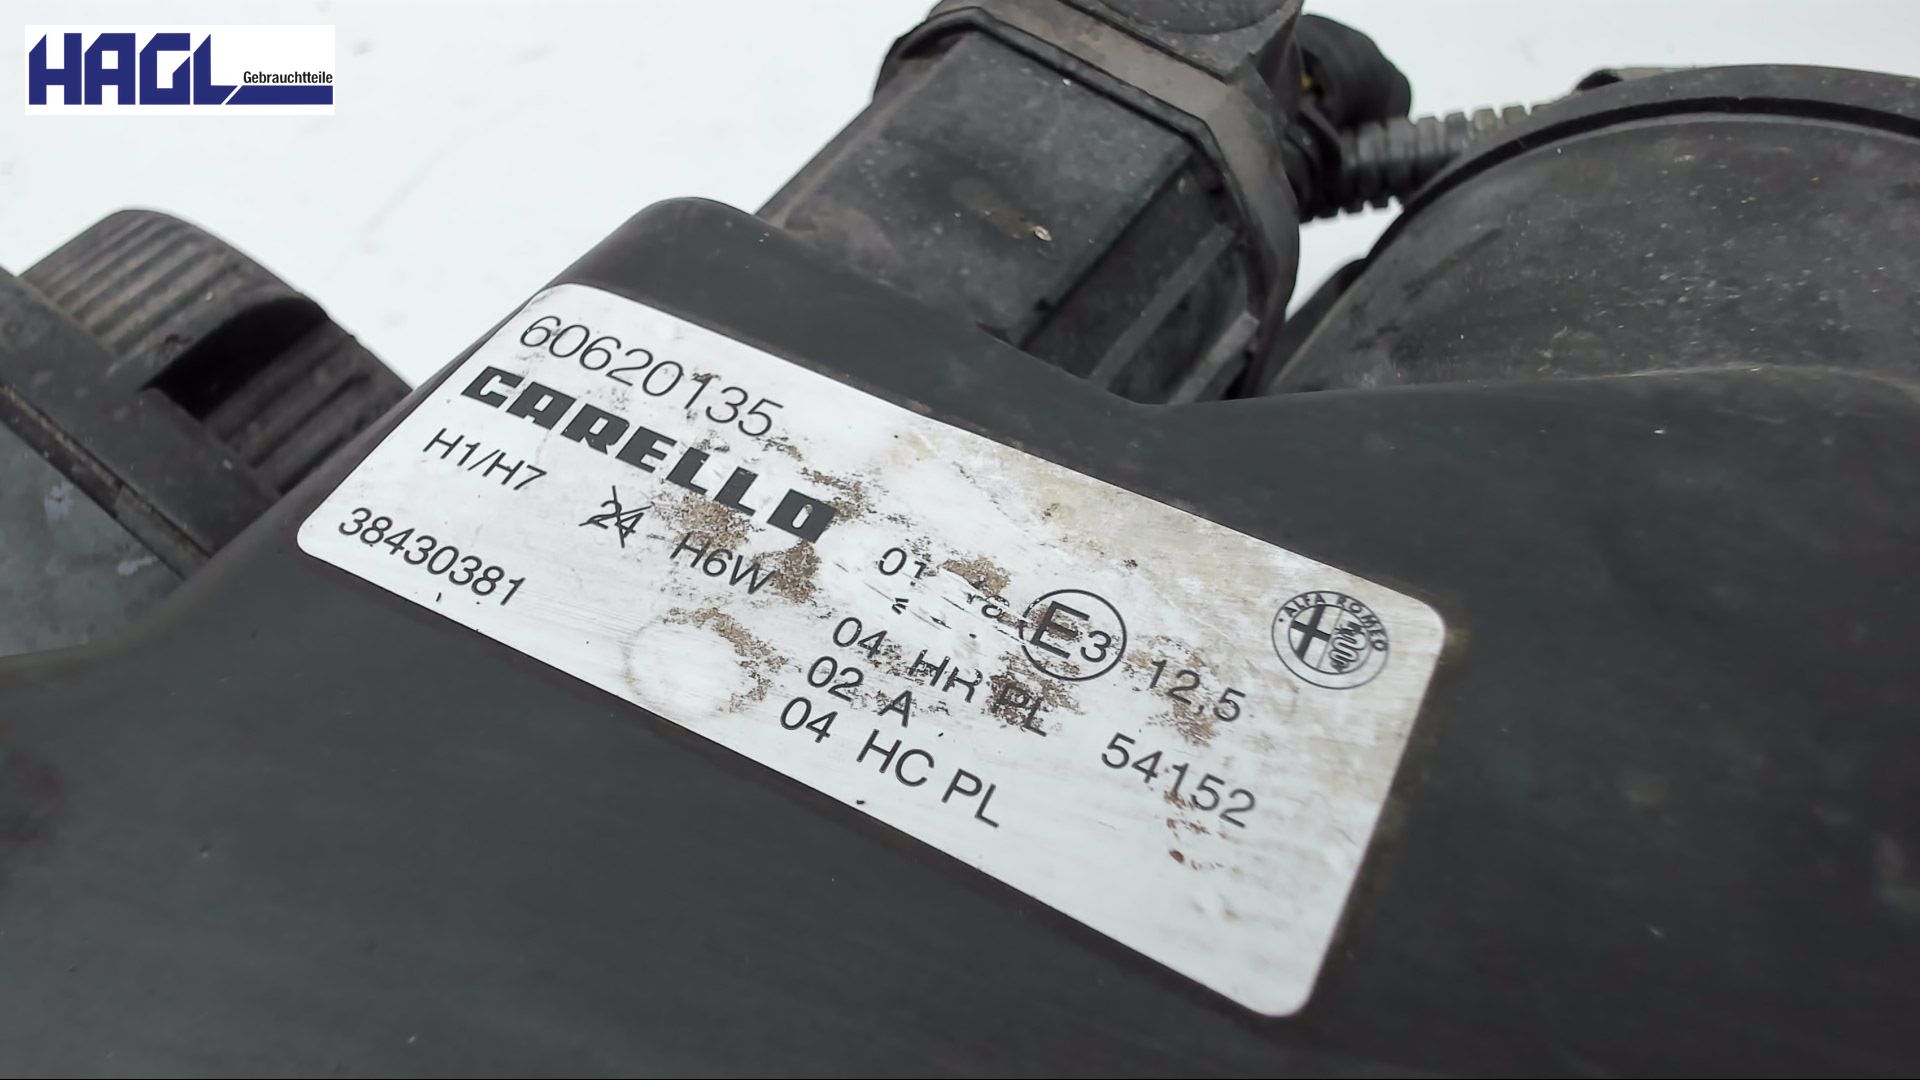 HAGL
Gebrauchtteile
60620135
CARELLO
H1/H7 24 H6W
38430381
01
04 HR PL
02 A
04 HC PL
E3
12,5
54152
ALFA ROMEO